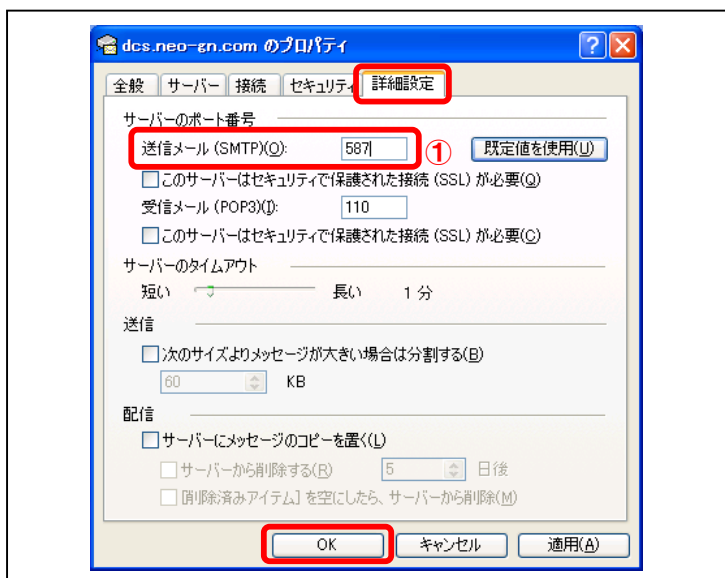 dcs.neo-gn.com のプロパティ
全般 サーバー 接続 セキュリティ 詳細設定
サーバーのポート番号
送信メール (SMTP)(O): 587 ① 既定値を使用(U)
このサーバーはセキュリティで保護された接続 (SSL) が必要(Q)
受信メール (POP3)(I): 110
このサーバーはセキュリティで保護された接続 (SSL) が必要(C)
サーバーのタイムアウト
短い 長い 1 分
送信
次のサイズよりメッセージが大きい場合は分割する(B)
60 KB
配信
サーバーにメッセージのコピーを置く(L)
サーバーから削除する(R) 5 日後
[削除済みアイテム] を空にしたら、サーバーから削除(M)
OK キャンセル 適用(A)